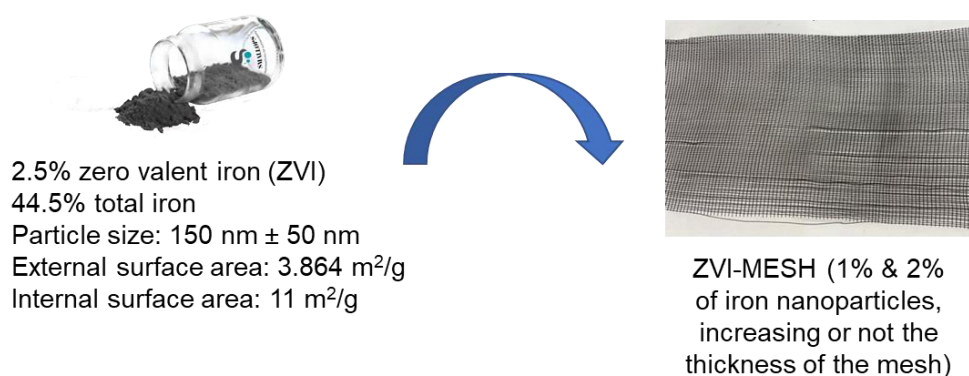 SMALLOPS
2.5% zero valent iron (ZVI)
44.5% total iron
Particle size: 150 nm ± 50 nm
External surface area: 3.864 m²/g
Internal surface area: 11 m²/g
ZVI-MESH (1% & 2%
of iron nanoparticles,
increasing or not the
thickness of the mesh)